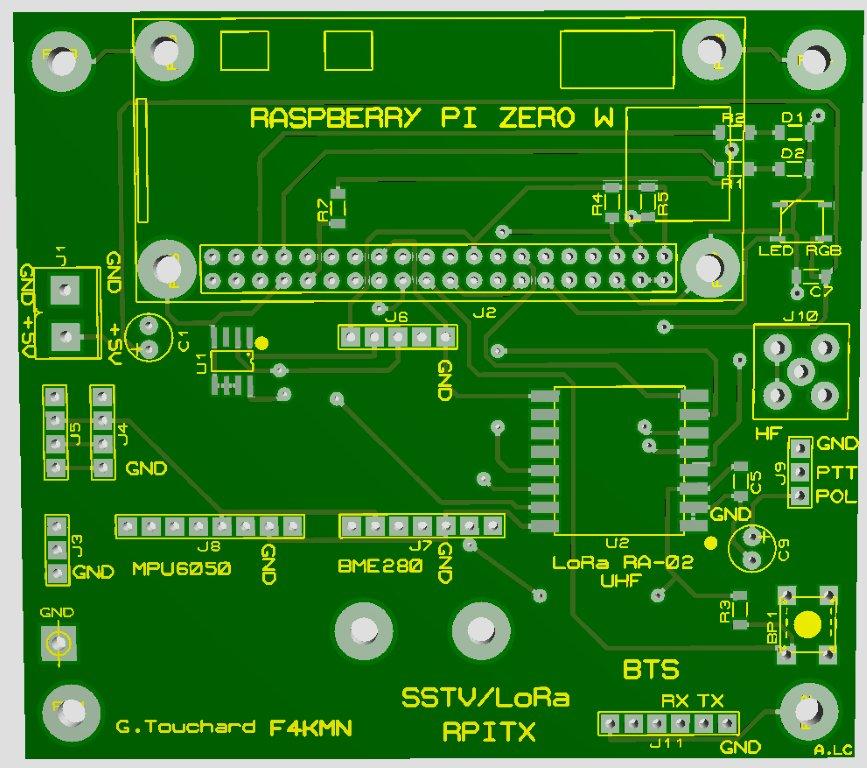 RASPBERRY PI ZERO W
R2
D1
D2
R1
R7
R4
R5
LED RGB
C7
J1
GND
GND
+5V
+5V
C1
U1
J6
J2
J10
GND
HF
J5
J4
GND
J9
GND
PTT
POL
C5
GND
J3
GND
J8
MPU6050
GND
J7
BME280
GND
U2
LoRa RA-02
UHF
C9
R3
BP1
GND
BTS
SSTV/LoRa
RPITX
RX TX
J11
GND
G.Touchard F4KMN
A.LC